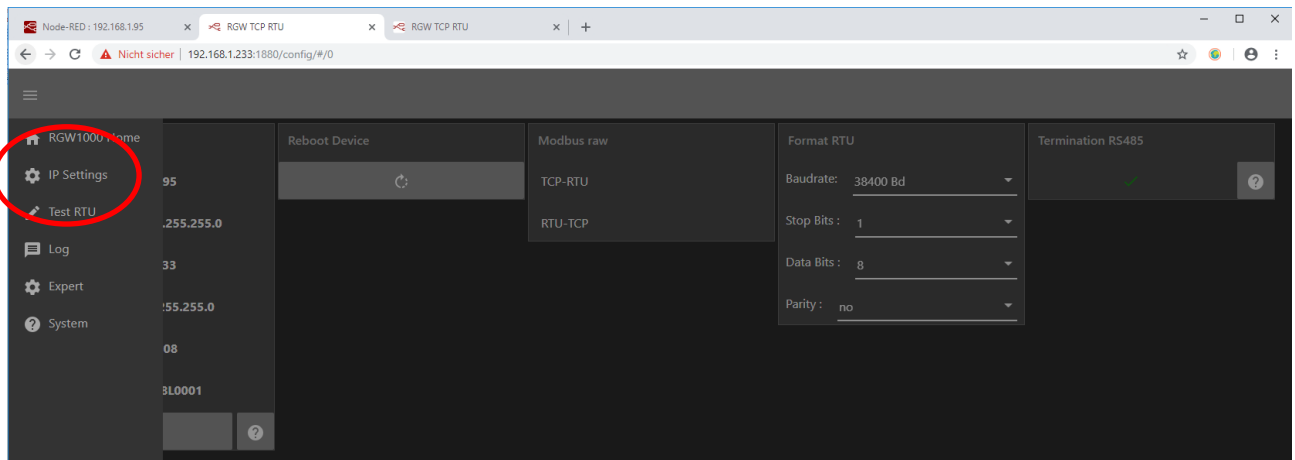 Node-RED : 192.168.1.95
RGW TCP RTU
RGW TCP RTU
Nicht sicher | 192.168.1.233:1880/config/#/0
RGW1000 Home
IP Settings
Test RTU
Log
Expert
System
95
.255.255.0
33
255.255.0
08
BL0001
Reboot Device
Modbus raw
TCP-RTU
RTU-TCP
Format RTU
Baudrate: 38400 Bd
Stop Bits : 1
Data Bits : 8
Parity : no
Termination RS485